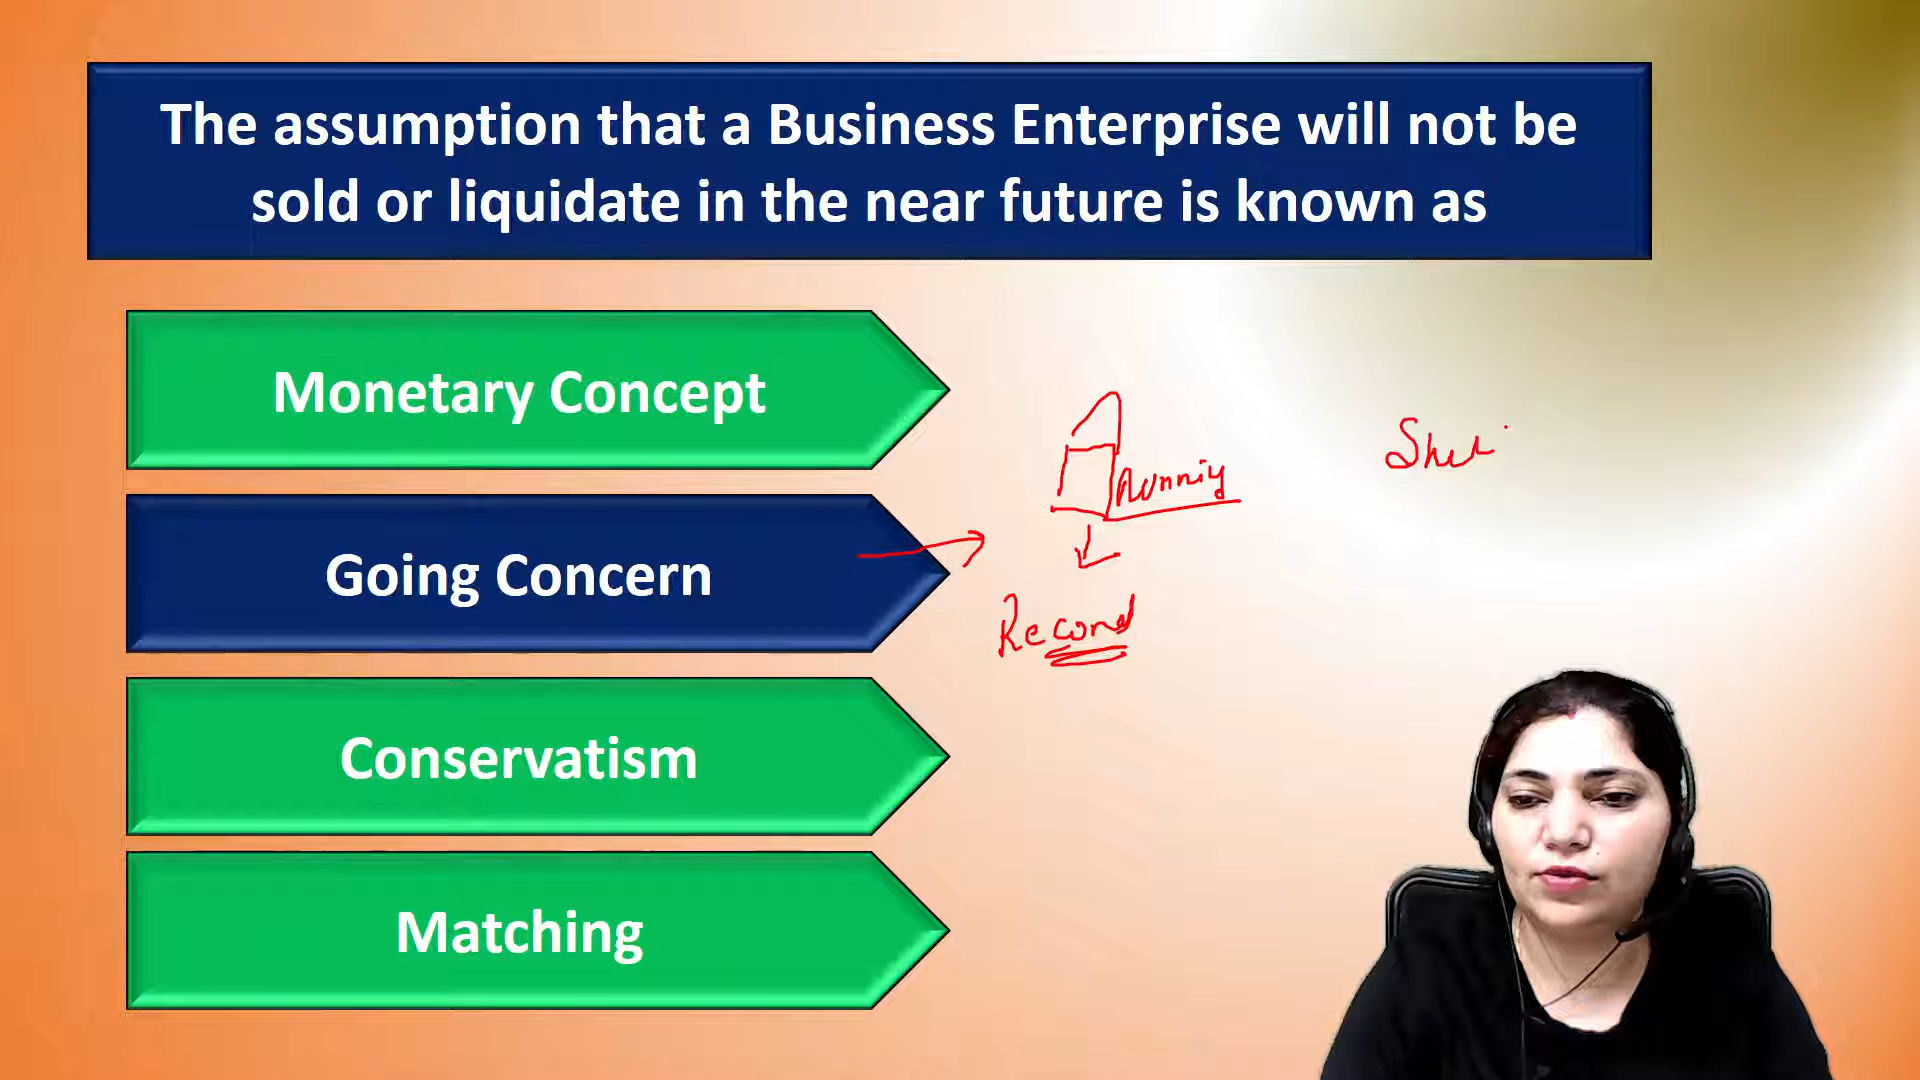 The assumption that a Business Enterprise will not be
sold or liquidate in the near future is known as
Monetary Concept
Going Concern
Conservatism
Matching
Running
Record